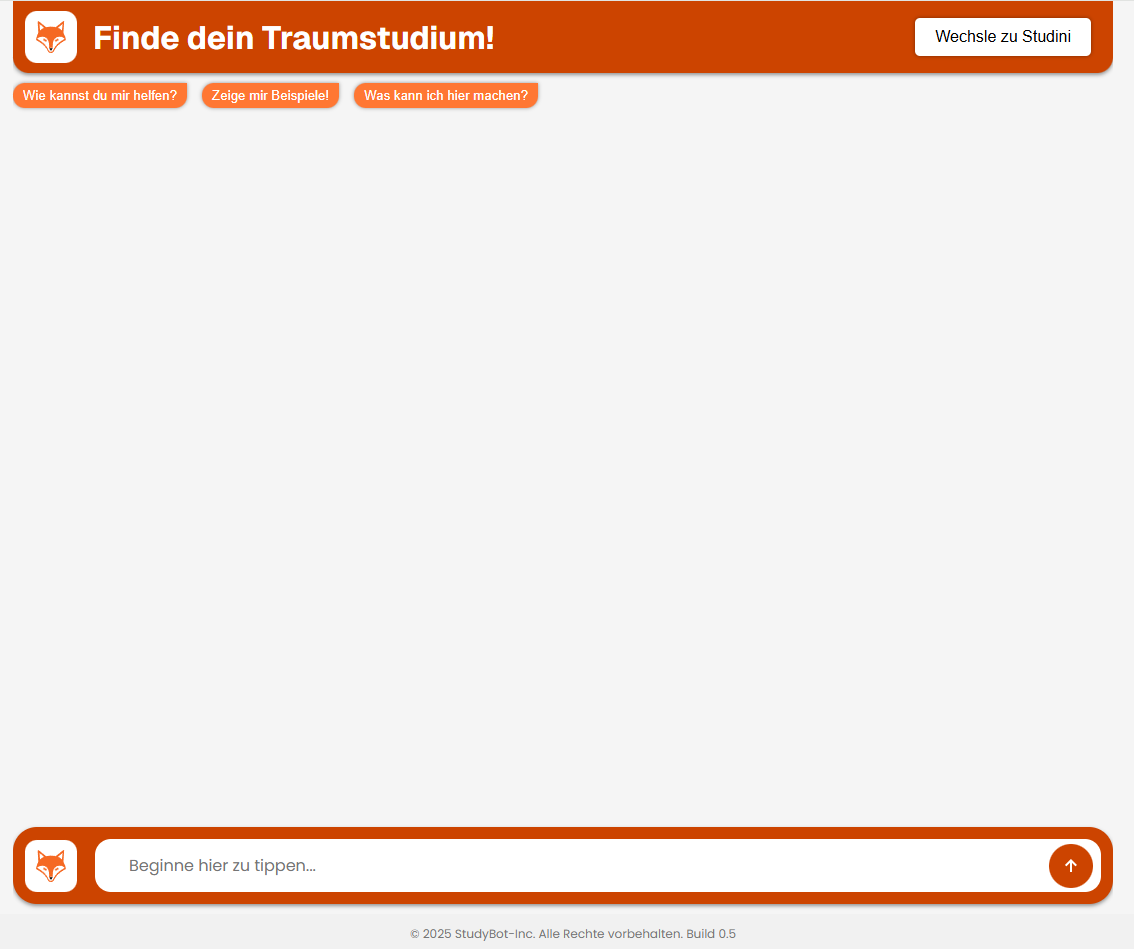 Finde dein Traumstudium!
Wechsle zu Studini
Wie kannst du mir helfen?
Zeige mir Beispiele!
Was kann ich hier machen?
Beginne hier zu tippen...
© 2025 StudyBot-Inc. Alle Rechte vorbehalten. Build 0.5